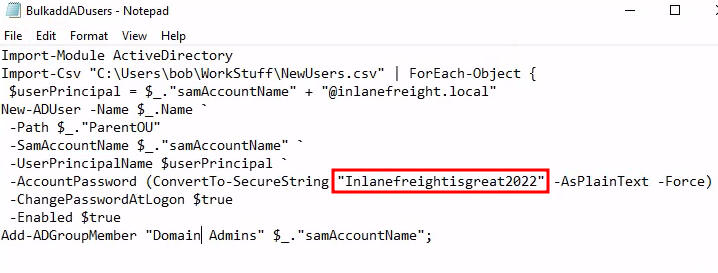 BulkaddADusers - Notepad
File Edit Format View Help
Import-Module ActiveDirectory
Import-Csv "C:\Users\bob\WorkStuff\NewUsers.csv" | ForEach-Object {
$userPrincipal = $_."samAccountName" + "@inlanefreight.local"
New-ADUser -Name $_.Name `
-Path $_."ParentOU" `
-SamAccountName $_."samAccountName" `
-UserPrincipalName $userPrincipal `
-AccountPassword (ConvertTo-SecureString "Inlanefreightisgreat2022" -AsPlainText -Force)
-ChangePasswordAtLogon $true
-Enabled $true
Add-ADGroupMember "Domain Admins" $_."samAccountName";